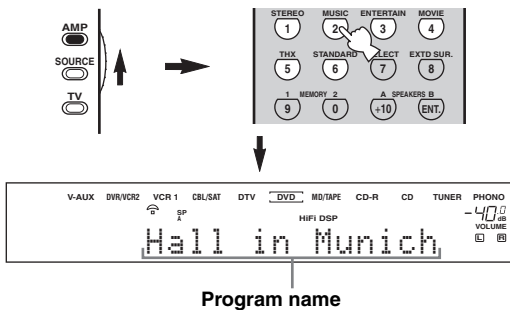 AMP
SOURCE
TV
STEREO MUSIC ENTERTAIN MOVIE
1 2 3 4
THX STANDARD SELECT EXTD SUR.
5 6 7 8
1 MEMORY 2 A SPEAKERS B
9 0 +10 ENT.
V-AUX DVR/VCR2 VCR 1 CBL/SAT DTV DVD MD/TAPE CD-R CD TUNER PHONO
SP
A
HiFi DSP
-40.0 dB
VOLUME
L R
Hall in Munich
Program name